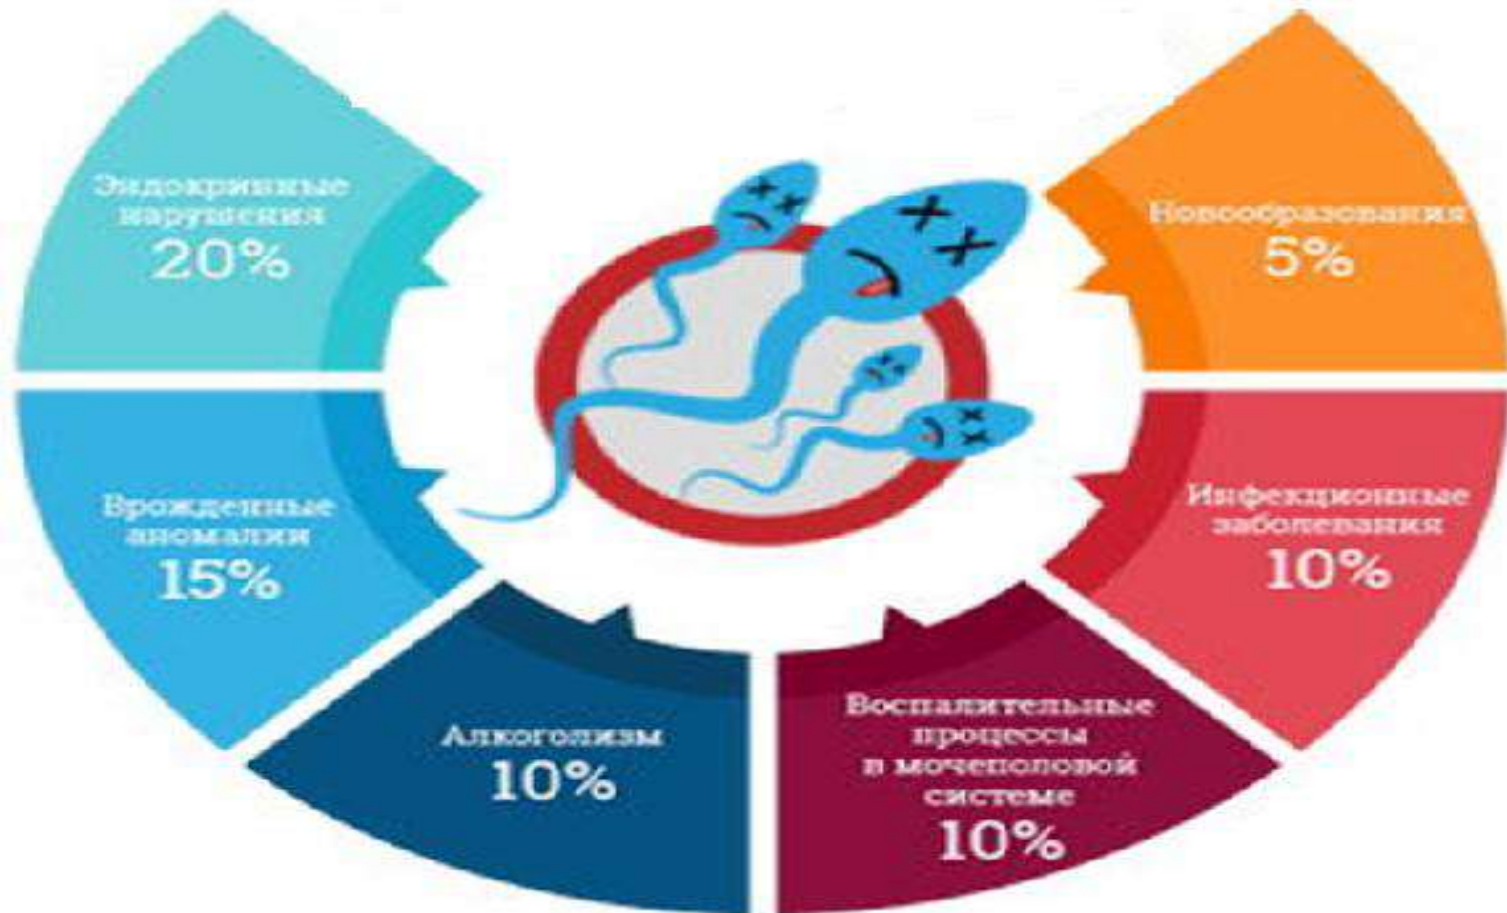 Эндокринные
нарушения
20%
Врожденные
аномалии
15%
Алкоголизм
10%
Воспалительные
процессы
в мочеполовой
системе
10%
Инфекционные
заболевания
10%
Новообразования
5%